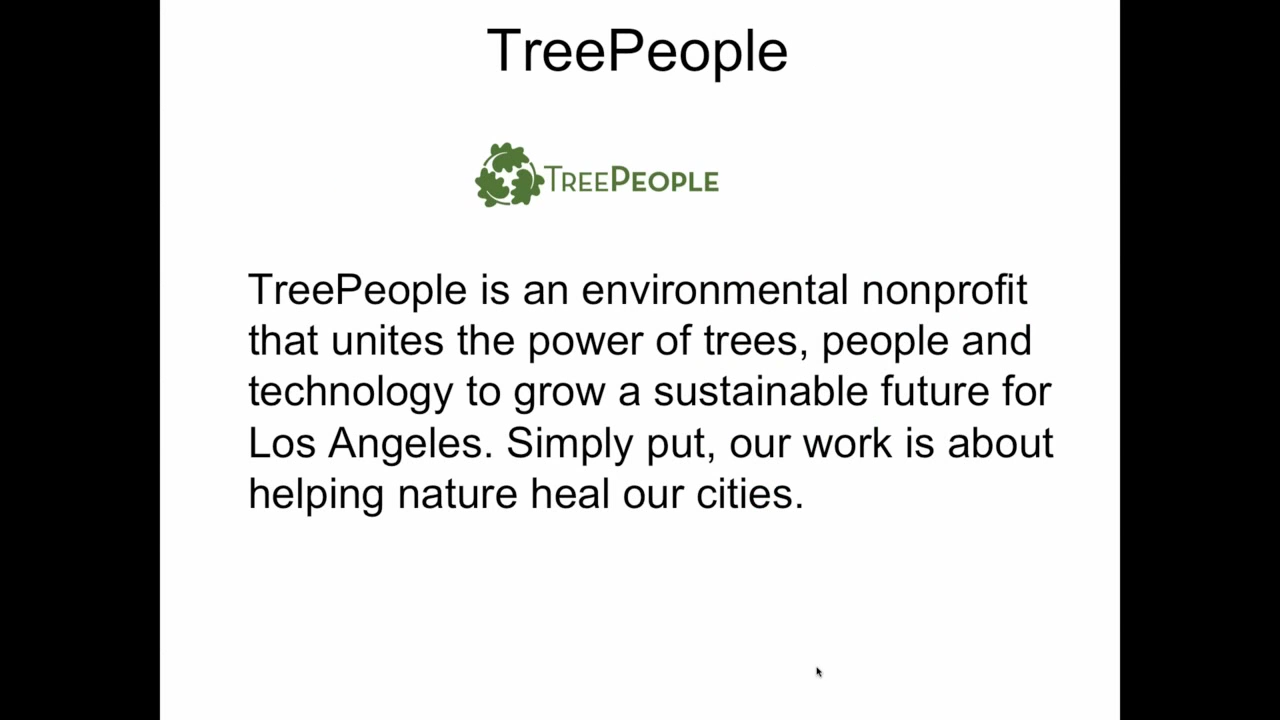 TreePeople
TREEPEOPLE
TreePeople is an environmental nonprofit
that unites the power of trees, people and
technology to grow a sustainable future for
Los Angeles. Simply put, our work is about
helping nature heal our cities.